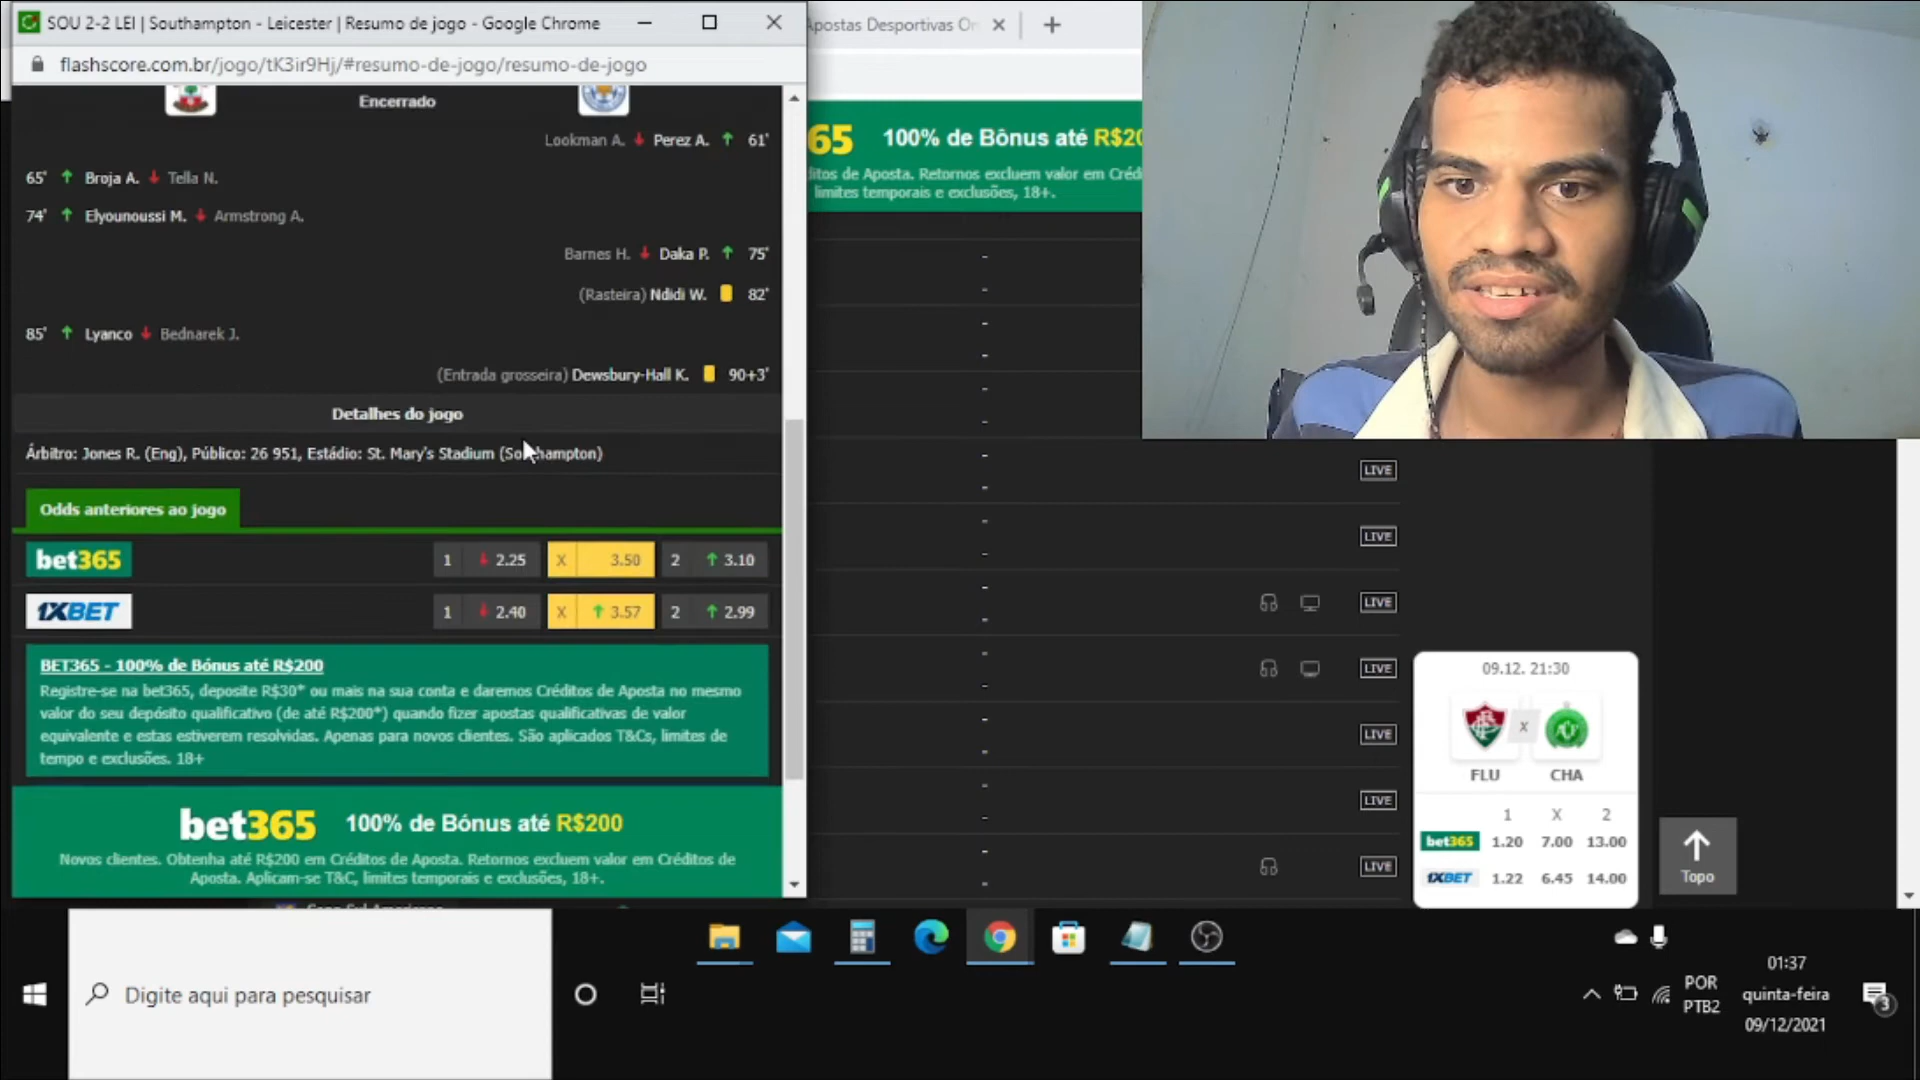 SOU 2-2 LEI | Southampton - Leicester | Resumo de jogo - Google Chrome
Apostas Desportivas On
flashscore.com.br/jogo/tK3ir9Hj/#resumo-de-jogo/resumo-de-jogo
Encerrado
Lookman A. Perez A. 61'
65' Broja A. Tella N.
74' Elyounoussi M. Armstrong A.
Barnes H. Daka P. 75'
(Rasteira) Ndidi W. 82'
85' Lyanco Bednarek J.
(Entrada grosseira) Dewsbury-Hall K. 90+3'
Detalhes do jogo
Árbitro: Jones R. (Eng), Público: 26 951, Estádio: St. Mary's Stadium (Southampton)
Odds anteriores ao jogo
bet365 1 2.25 X 3.50 2 3.10
1XBET 1 2.40 X 3.57 2 2.99
BET365 - 100% de Bónus até R$200
Registre-se na bet365, deposite R$30* ou mais na sua conta e daremos Créditos de Aposta no mesmo
valor do seu depósito qualificativo (de até R$200*) quando fizer apostas qualificativas de valor
equivalente e estas estiverem resolvidas. Apenas para novos clientes. São aplicados T&Cs, limites de
tempo e exclusões. 18+
bet365 100% de Bónus até R$200
Novos clientes. Obtenha até R$200 em Créditos de Aposta. Retornos excluem valor em Créditos de
Aposta. Aplicam-se T&C, limites temporais e exclusões, 18+.
65 100% de Bônus até R$20
ditos de Aposta. Retornos excluem valor em Créd
limites temporais e exclusões, 18+.
-
-
-
-
-
-
-
- LIVE
-
- LIVE
-
- LIVE
-
- LIVE
-
- LIVE
-
- LIVE
-
- LIVE
-
09.12. 21:30
X
FLU CHA
1 X 2
bet365 1.20 7.00 13.00
1XBET 1.22 6.45 14.00
Topo
Digite aqui para pesquisar
POR
PTB2
01:37
quinta-feira
09/12/2021
3